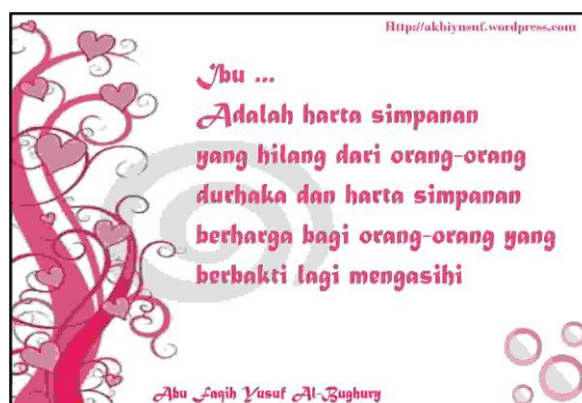 Http://akhiyusuf.wordpress.com
Ibu ...
Adalah harta simpanan
yang hilang dari orang-orang
durhaka dan harta simpanan
berharga bagi orang-orang yang
berbakti lagi mengasihi
Abu Faqih Yusuf Al-Bughury